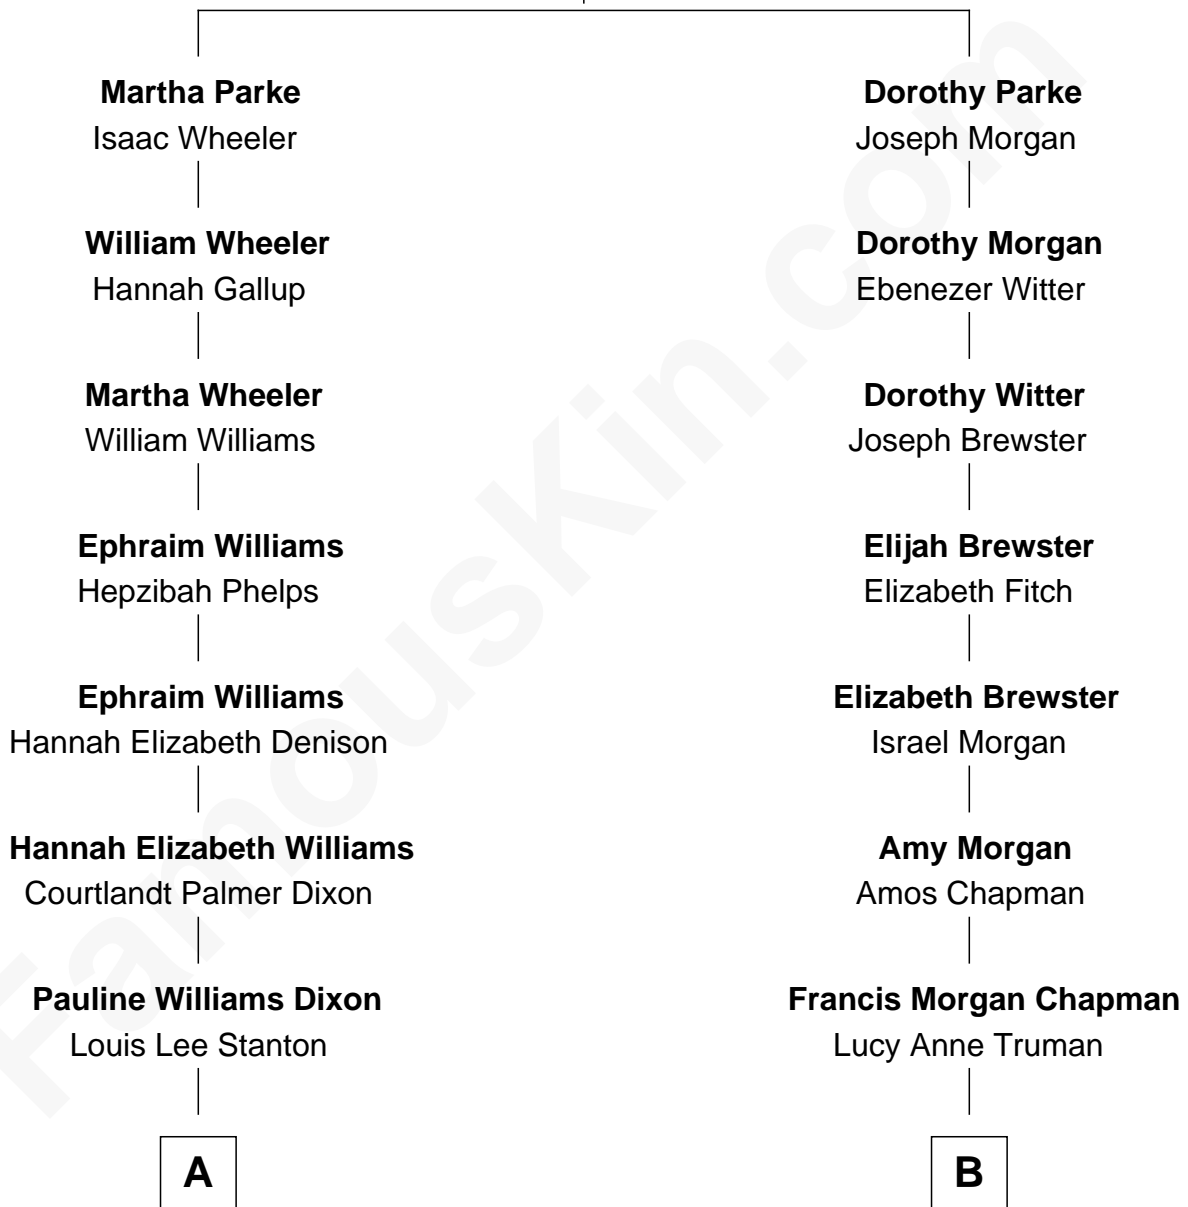 Martha Parke
Isaac Wheeler
William Wheeler
Hannah Gallup
Martha Wheeler
William Williams
Ephraim Williams
Hepzibah Phelps
Ephraim Williams
Hannah Elizabeth Denison
Hannah Elizabeth Williams
Courtlandt Palmer Dixon
Pauline Williams Dixon
Louis Lee Stanton
A
Dorothy Parke
Joseph Morgan
Dorothy Morgan
Ebenezer Witter
Dorothy Witter
Joseph Brewster
Elijah Brewster
Elizabeth Fitch
Elizabeth Brewster
Israel Morgan
Amy Morgan
Amos Chapman
Francis Morgan Chapman
Lucy Anne Truman
B
FamousKin.com